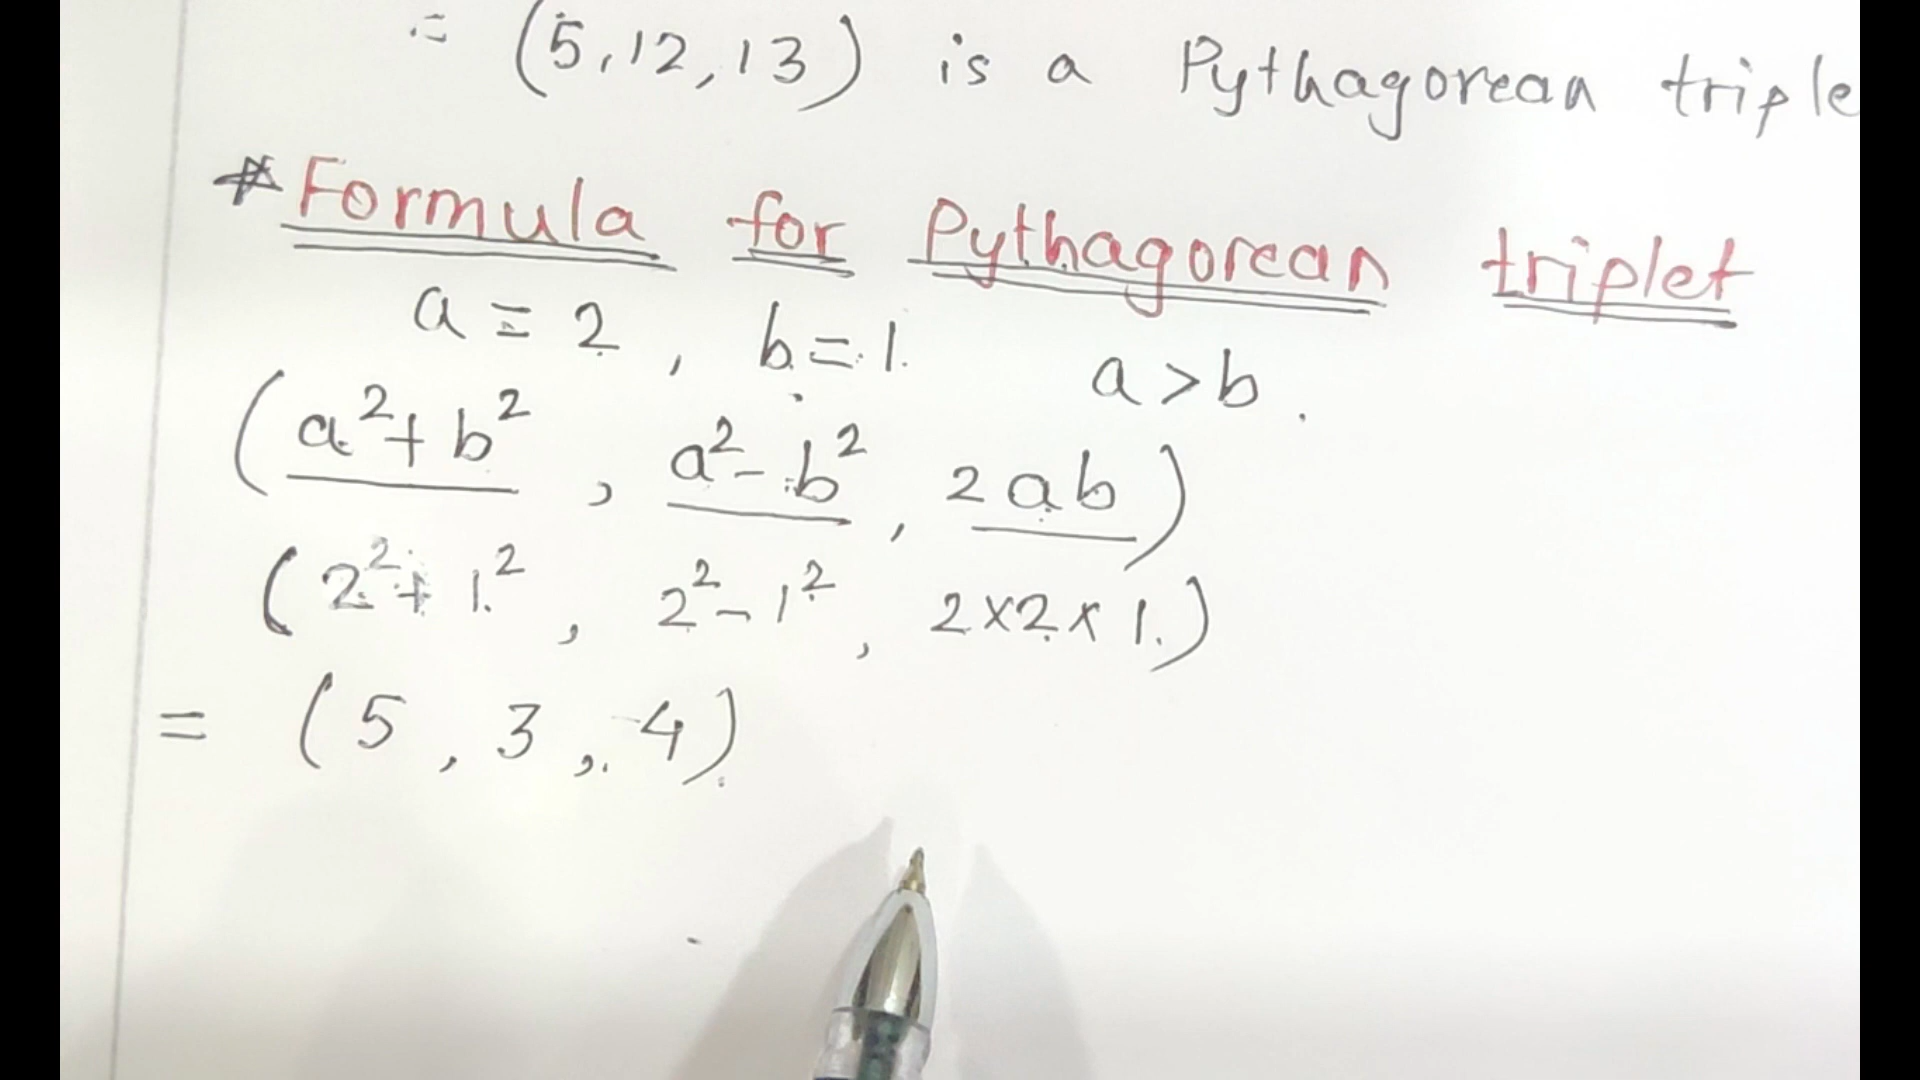 = (5,12,13) is a Pythagorean triple
* Formula for Pythagorean triplet
a = 2, b = 1. a > b.
(a²+b², a²-b², 2ab)
(2²+1², 2²-1², 2×2×1.)
= (5, 3, 4)